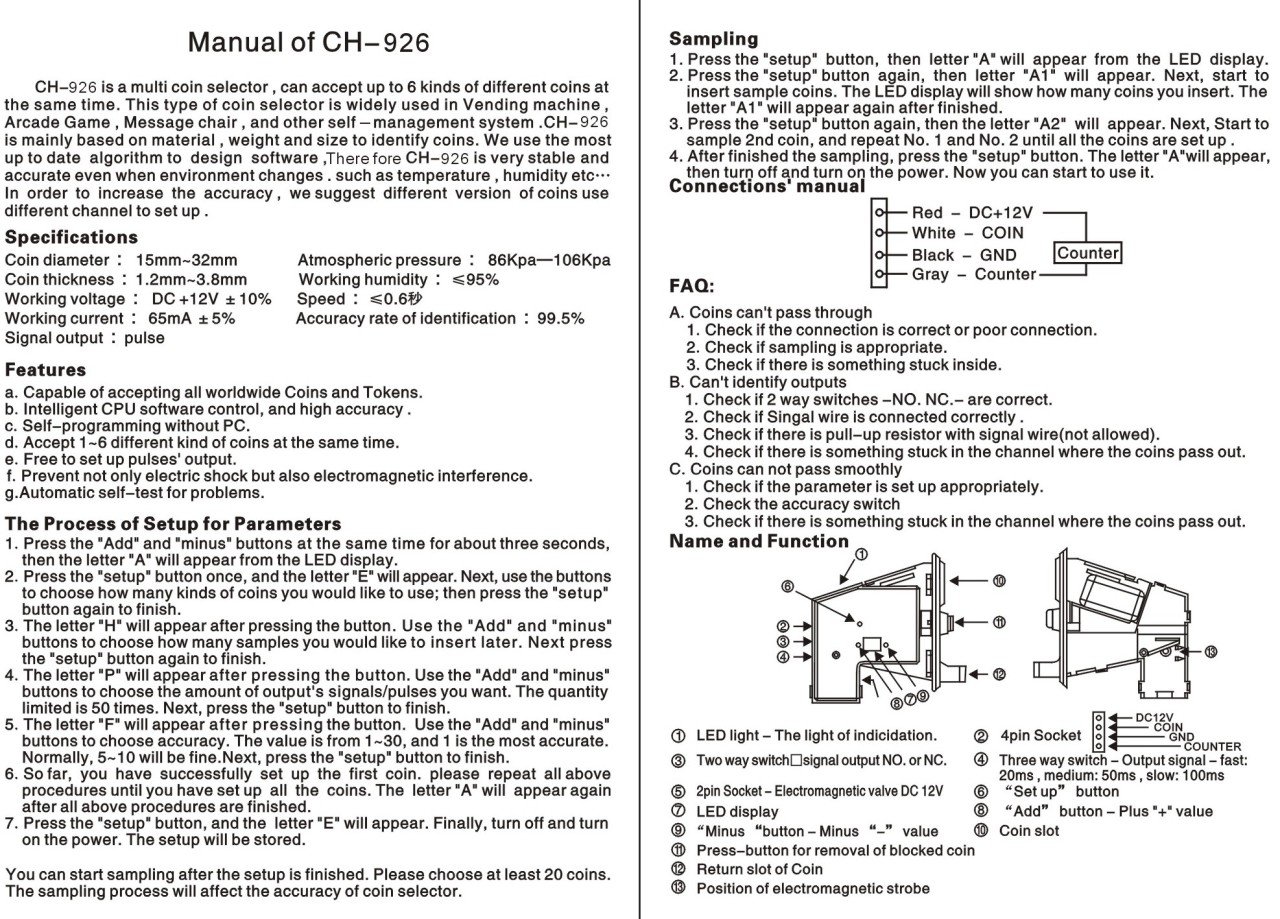 Manual of CH-926
CH-926 is a multi coin selector , can accept up to 6 kinds of different coins at
the same time. This type of coin selector is widely used in Vending machine ,
Arcade Game , Message chair , and other self – management system .CH-926
is mainly based on material , weight and size to identify coins. We use the most
up to date algorithm to design software ,There fore CH-926 is very stable and
accurate even when environment changes . such as temperature , humidity etc···
In order to increase the accuracy , we suggest different version of coins use
different channel to set up .
Specifications
Coin diameter : 15mm~32mm
Coin thickness : 1.2mm~3.8mm
Working voltage : DC +12V ±10%
Working current : 65mA ±5%
Signal output : pulse
Atmospheric pressure : 86Kpa—106Kpa
Working humidity : ≤95%
Speed : ≤0.6秒
Accuracy rate of identification : 99.5%
Features
a. Capable of accepting all worldwide Coins and Tokens.
b. Intelligent CPU software control, and high accuracy .
c. Self–programming without PC.
d. Accept 1~6 different kind of coins at the same time.
e. Free to set up pulses' output.
f. Prevent not only electric shock but also electromagnetic interference.
g.Automatic self–test for problems.
The Process of Setup for Parameters
1. Press the "Add" and "minus" buttons at the same time for about three seconds,
then the letter "A" will appear from the LED display.
2. Press the "setup" button once, and the letter "E" will appear. Next, use the buttons
to choose how many kinds of coins you would like to use; then press the "setup"
button again to finish.
3. The letter "H" will appear after pressing the button. Use the "Add" and "minus"
buttons to choose how many samples you would like to insert later. Next press
the "setup" button again to finish.
4. The letter "P" will appear after pressing the button. Use the "Add" and "minus"
buttons to choose the amount of output's signals/pulses you want. The quantity
limited is 50 times. Next, press the "setup" button to finish.
5. The letter "F" will appear after pressing the button. Use the "Add" and "minus"
buttons to choose accuracy. The value is from 1~30, and 1 is the most accurate.
Normally, 5~10 will be fine.Next, press the "setup" button to finish.
6. So far, you have successfully set up the first coin. please repeat all above
procedures until you have set up all the coins. The letter "A" will appear again
after all above procedures are finished.
7. Press the "setup" button, and the letter "E" will appear. Finally, turn off and turn
on the power. The setup will be stored.
You can start sampling after the setup is finished. Please choose at least 20 coins.
The sampling process will affect the accuracy of coin selector.
Sampling
1. Press the "setup" button, then letter "A" will appear from the LED display.
2. Press the "setup" button again, then letter "A1" will appear. Next, start to
insert sample coins. The LED display will show how many coins you insert. The
letter "A1" will appear again after finished.
3. Press the "setup" button again, then the letter "A2" will appear. Next, Start to
sample 2nd coin, and repeat No. 1 and No. 2 until all the coins are set up .
4. After finished the sampling, press the "setup" button. The letter "A"will appear,
then turn off and turn on the power. Now you can start to use it.
Connections' manual
Red – DC+12V
White – COIN
Black – GND
Gray – Counter
Counter
FAQ:
A. Coins can't pass through
1. Check if the connection is correct or poor connection.
2. Check if sampling is appropriate.
3. Check if there is something stuck inside.
B. Can't identify outputs
1. Check if 2 way switches –NO. NC.– are correct.
2. Check if Singal wire is connected correctly .
3. Check if there is pull–up resistor with signal wire(not allowed).
4. Check if there is something stuck in the channel where the coins pass out.
C. Coins can not pass smoothly
1. Check if the parameter is set up appropriately.
2. Check the accuracy switch
3. Check if there is something stuck in the channel where the coins pass out.
Name and Function
①
⑥
⑩
②
⑪
③
④
⑬
⑫
⑧⑦⑨
① LED light – The light of indicidation.
② 4pin Socket
DC12V
COIN
GND
COUNTER
③ Two way switch□signal output NO. or NC.
④ Three way switch – Output signal – fast:
20ms , medium: 50ms , slow: 100ms
⑤ 2pin Socket – Electromagnetic valve DC 12V
⑥ “Set up” button
⑦ LED display
⑧ “Add” button – Plus "+" value
⑨ “Minus “button – Minus “–” value
⑩ Coin slot
⑪ Press–button for removal of blocked coin
⑫ Return slot of Coin
⑬ Position of electromagnetic strobe